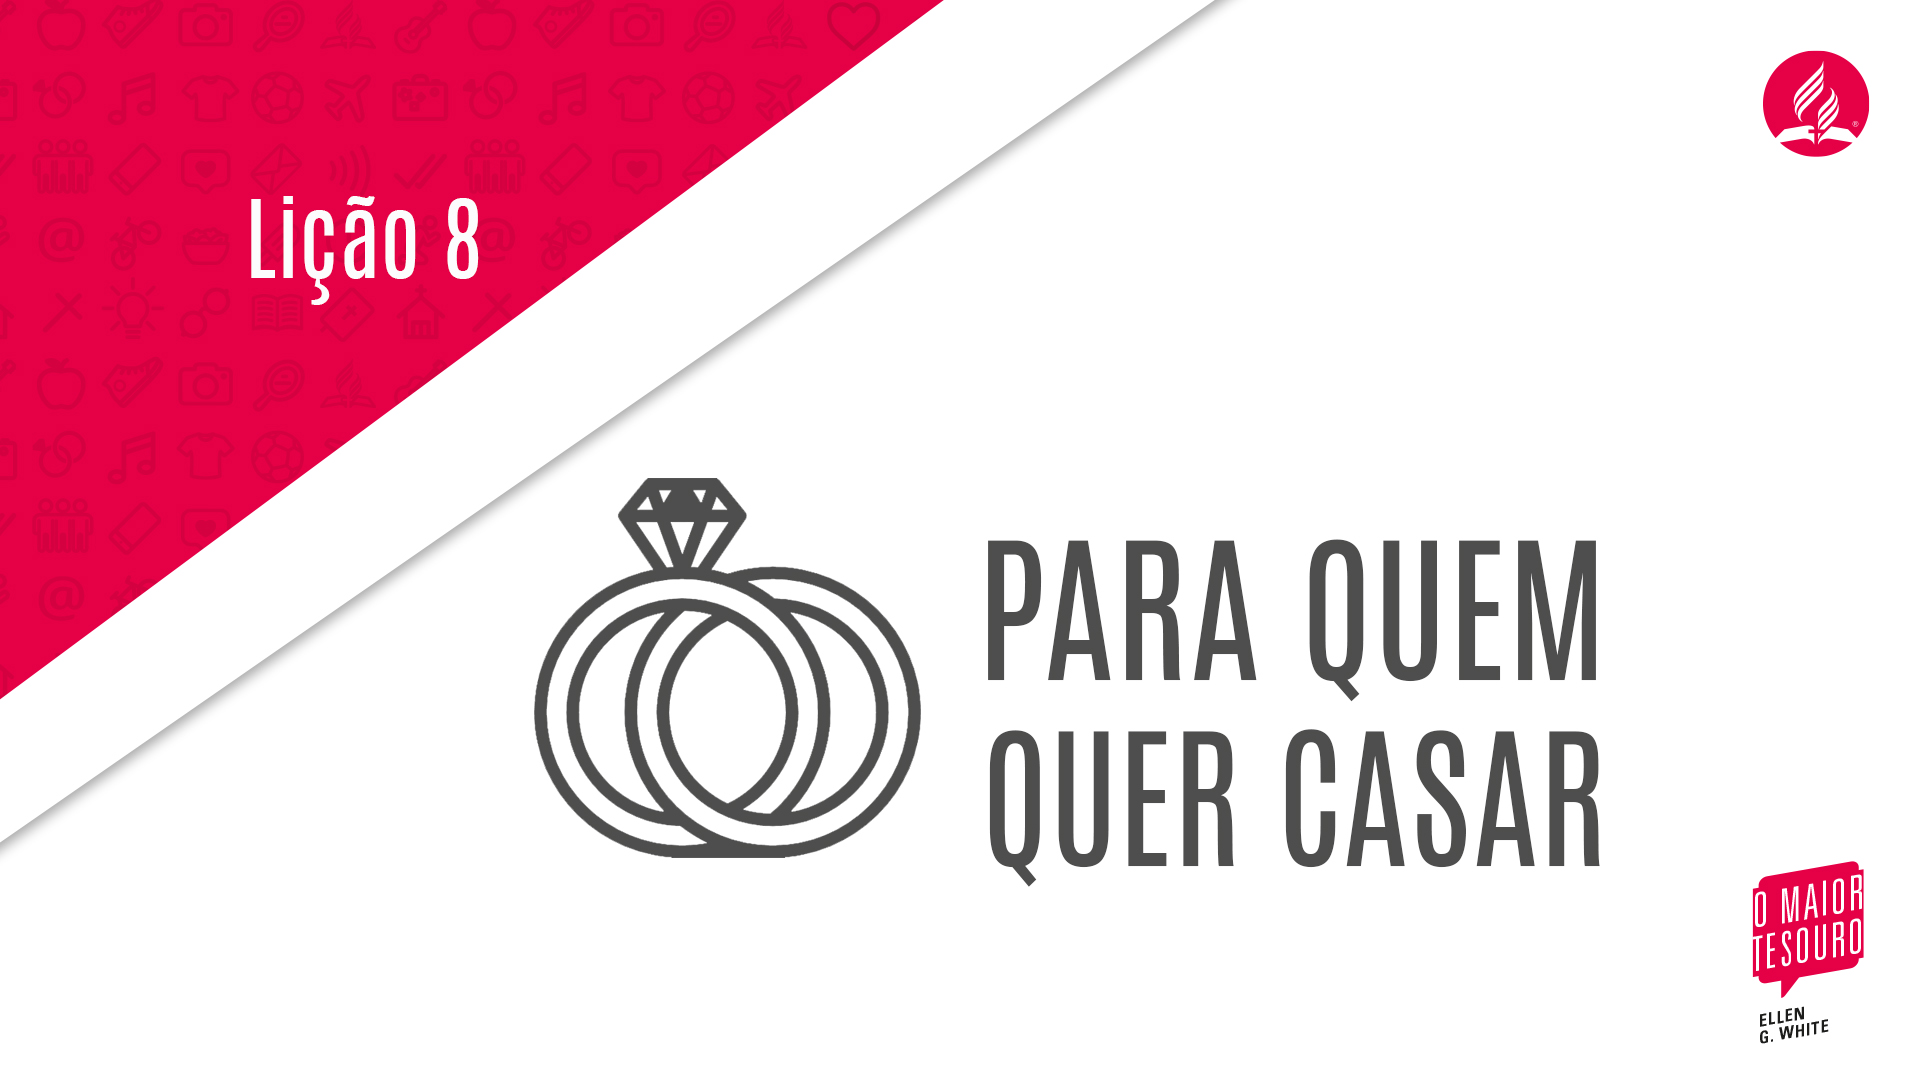 Lição 8
PARA QUEM
QUER CASAR
O MAIOR
TESOURO
ELLEN
G. WHITE